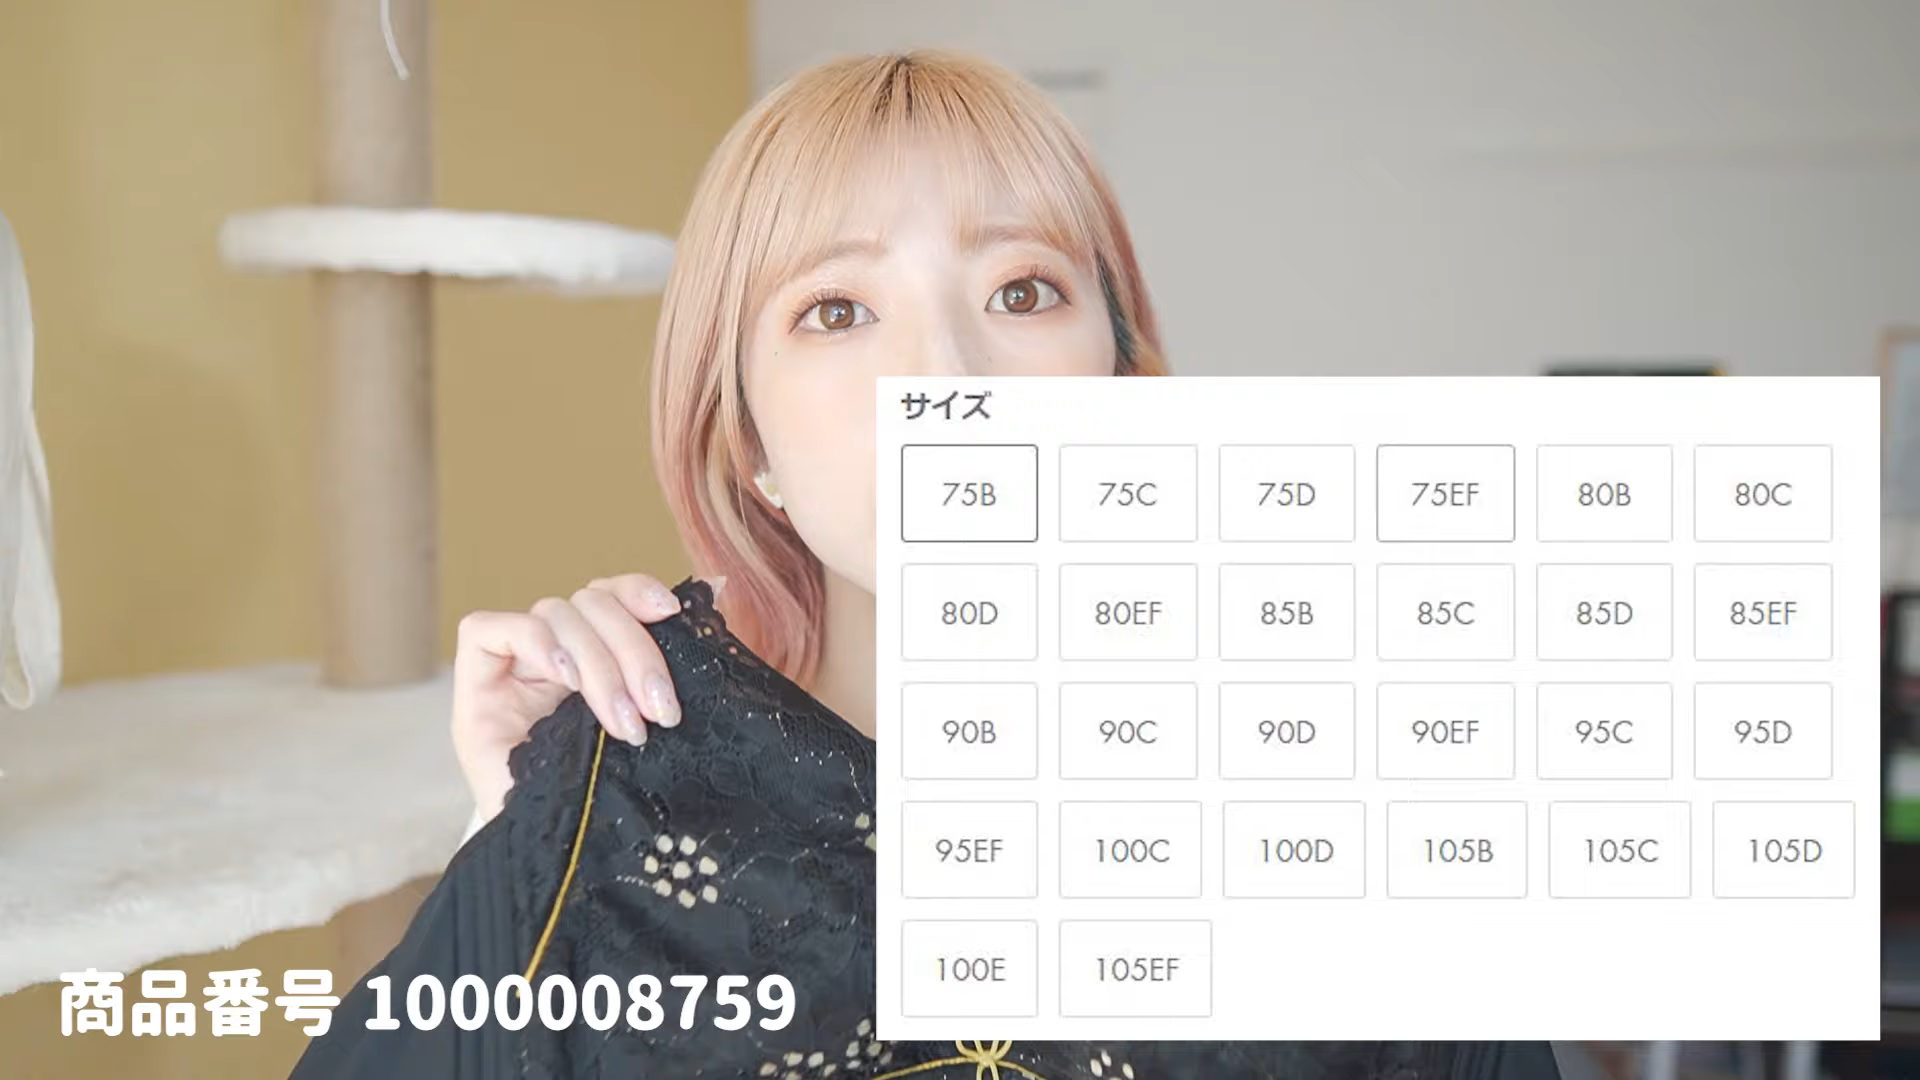 サイズ
75B 75C 75D 75EF 80B 80C
80D 80EF 85B 85C 85D 85EF
90B 90C 90D 90EF 95C 95D
95EF 100C 100D 105B 105C 105D
100E 105EF
商品番号 1000008759